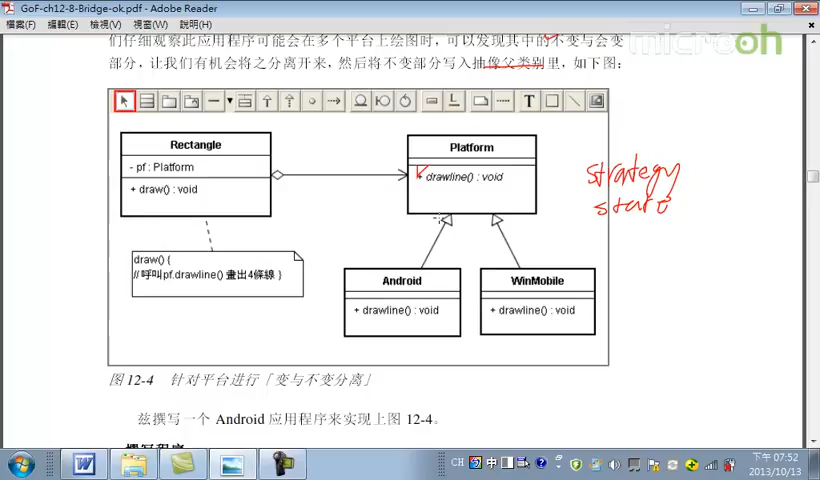 GoF-ch12-8-Bridge-ok.pdf - Adobe Reader
檔案(F) 編輯(E) 檢視(V) 視窗(W) 說明(H)
microoh
们仔细观察此应用程序可能会在多个平台上绘图时，可以发现其中的不变与会变
部分，让我们有机会将之分离开来，然后将不变部分写入抽像父类别里，如下图：
T
Rectangle
- pf : Platform
+ draw() : void
Platform
+ drawline() : void
strategy
state
draw() {
// 呼叫pf.drawline() 畫出4條線 }
Android
+ drawline() : void
WinMobile
+ drawline() : void
图 12-4 针对平台进行「变与不变分离」
兹撰写一个 Android 应用程序来实现上图 12-4。
撰写程序
CH 中
下午 07:52
2013/10/13